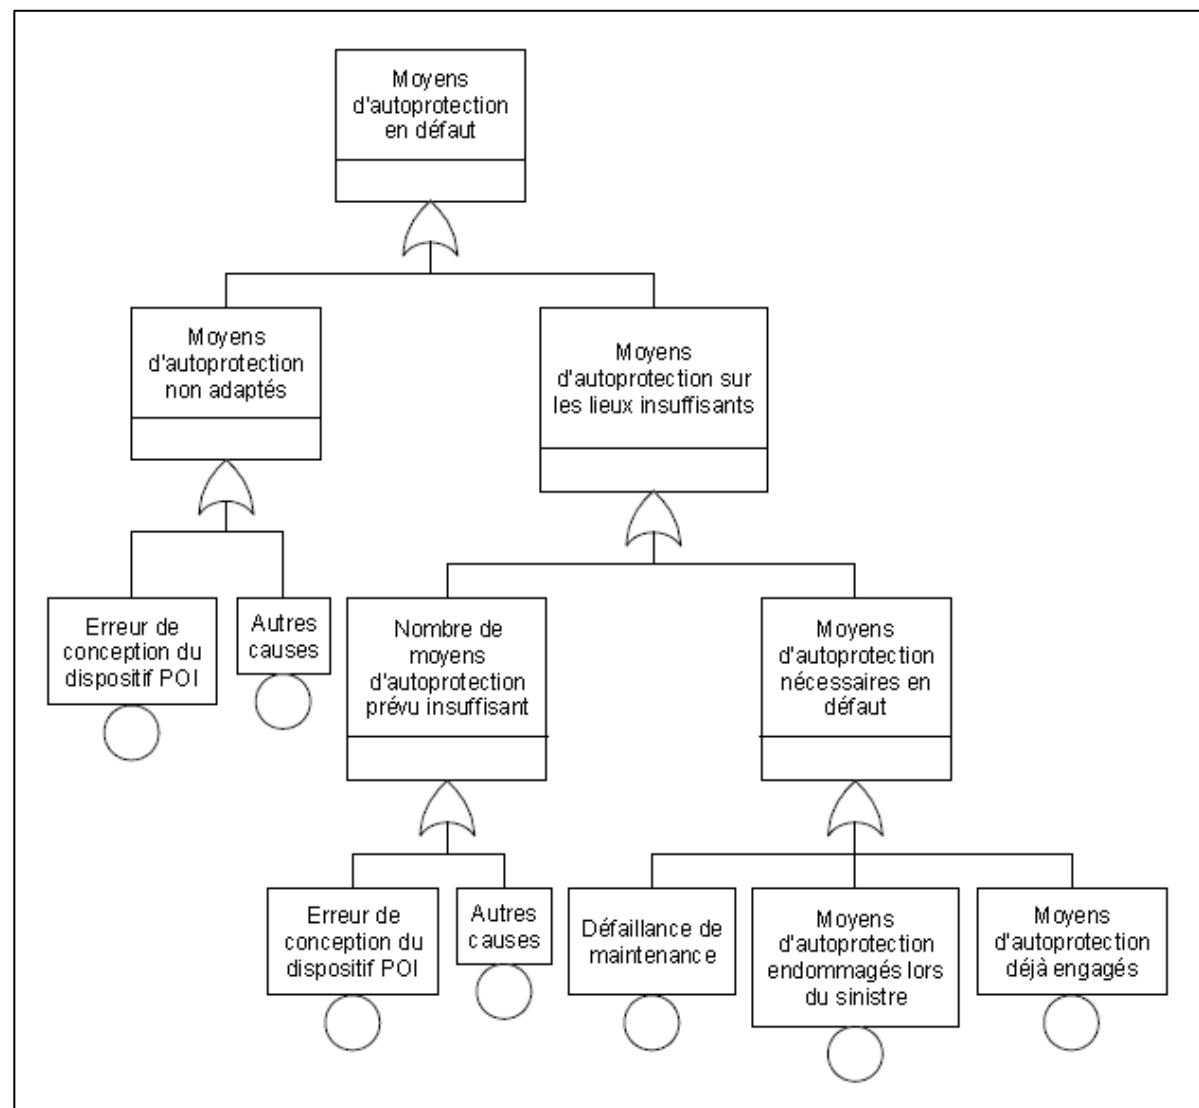 Moyens
d'autoprotection
en défaut
Moyens
d'autoprotection
non adaptés
Moyens
d'autoprotection sur
les lieux insuffisants
Erreur de
conception du
dispositif POI
Autres
causes
Nombre de
moyens
d'autoprotection
prévu insuffisant
Moyens
d'autoprotection
nécessaires en
défaut
Erreur de
conception du
dispositif POI
Autres
causes
Défaillance de
maintenance
Moyens
d'autoprotection
endommagés lors
du sinistre
Moyens
d'autoprotection
déjà engagés